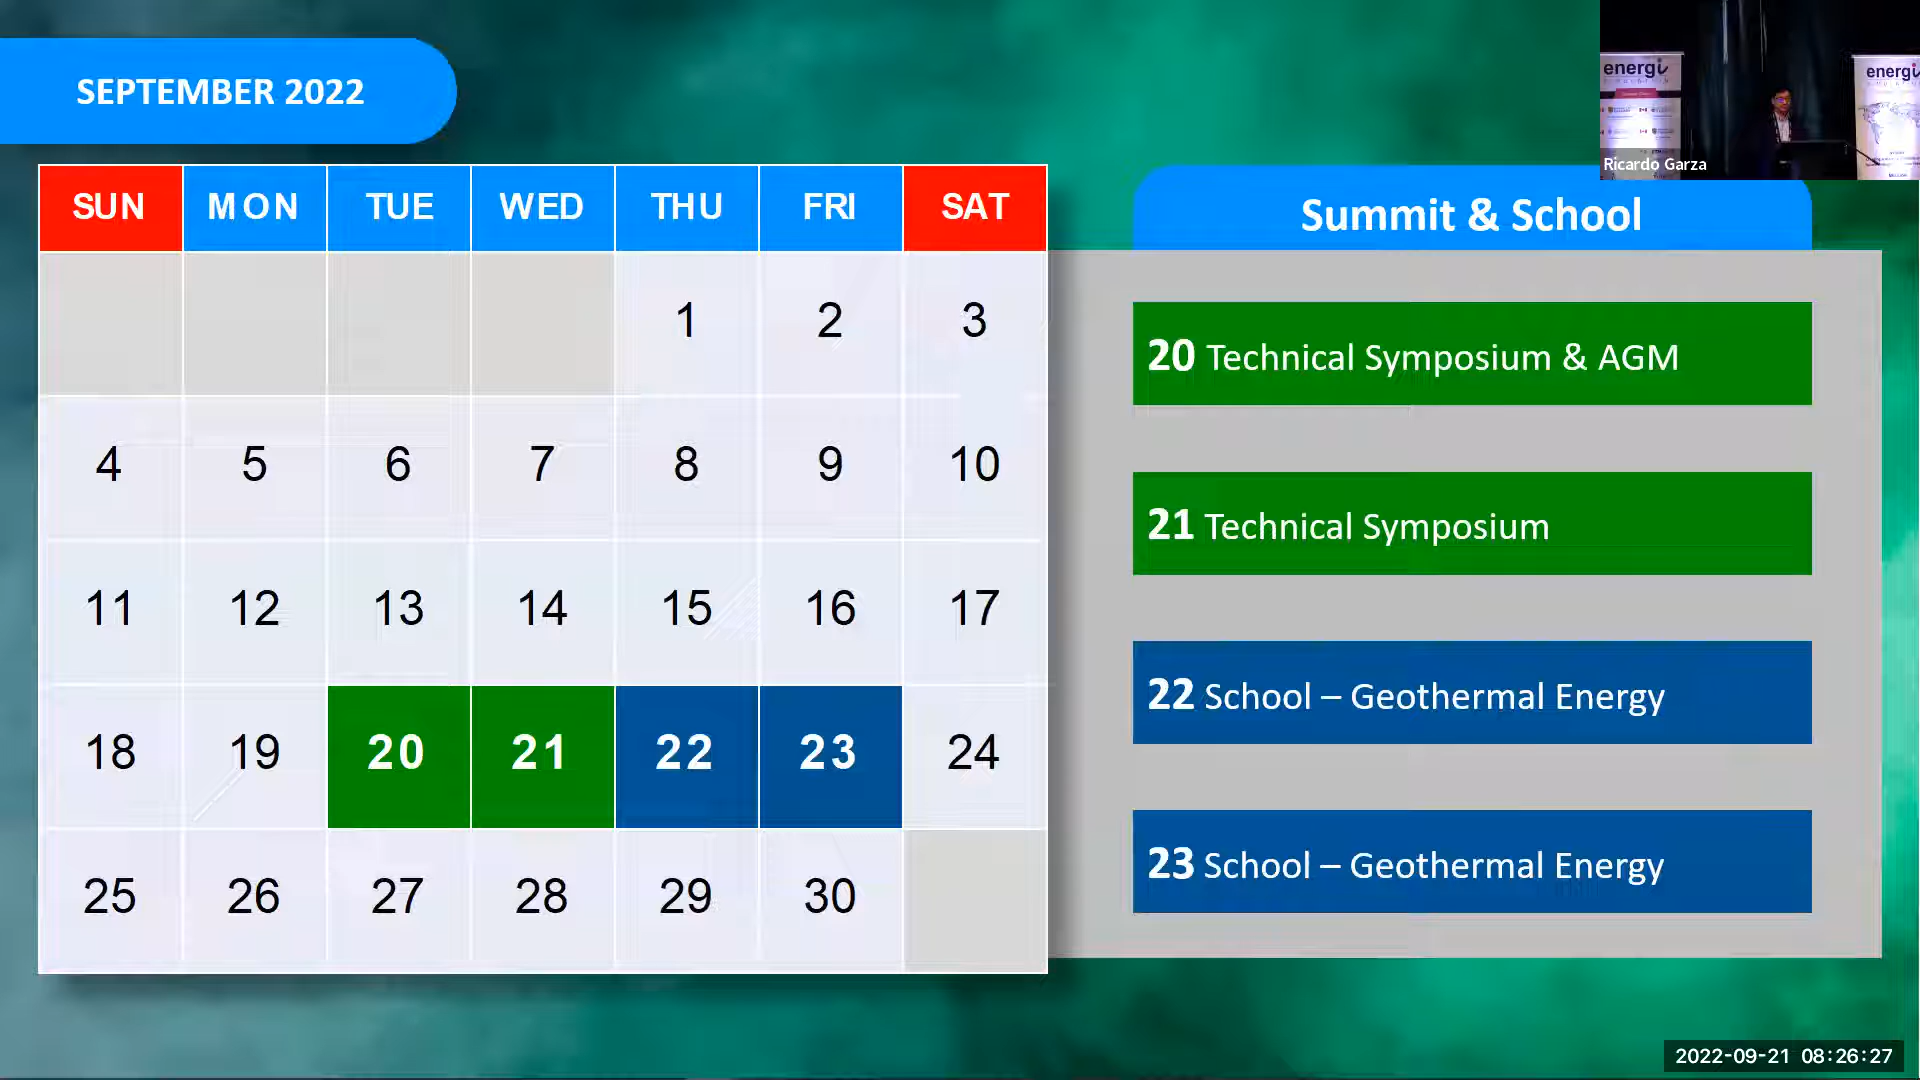 SEPTEMBER 2022
SUN MON TUE WED THU FRI SAT
1 2 3
4 5 6 7 8 9 10
11 12 13 14 15 16 17
18 19 20 21 22 23 24
25 26 27 28 29 30
energi
energi
Ricardo Garza
Summit & School
20 Technical Symposium & AGM
21 Technical Symposium
22 School – Geothermal Energy
23 School – Geothermal Energy
2022-09-21 08:26:27